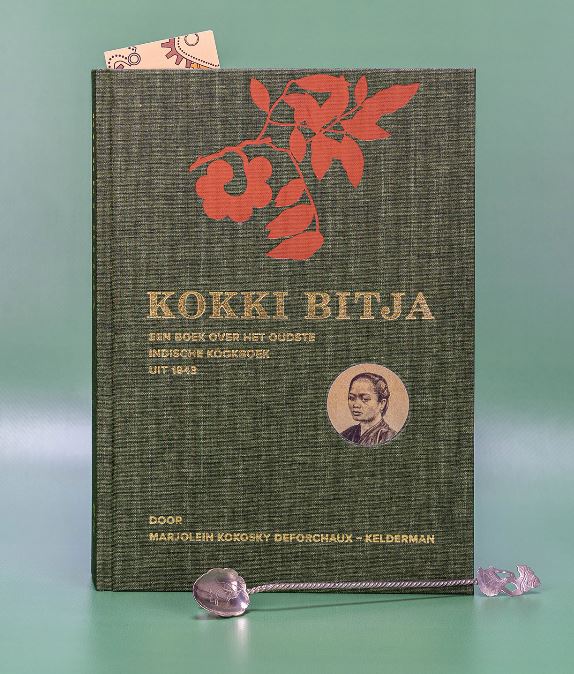 KOKKI BITJA
EEN BOEK OVER HET OUDSTE
INDISCHE KOOKBOEK
UIT 1843
DOOR
MARJOLEIN KOKOSKY DEFORCHAUX – KELDERMAN